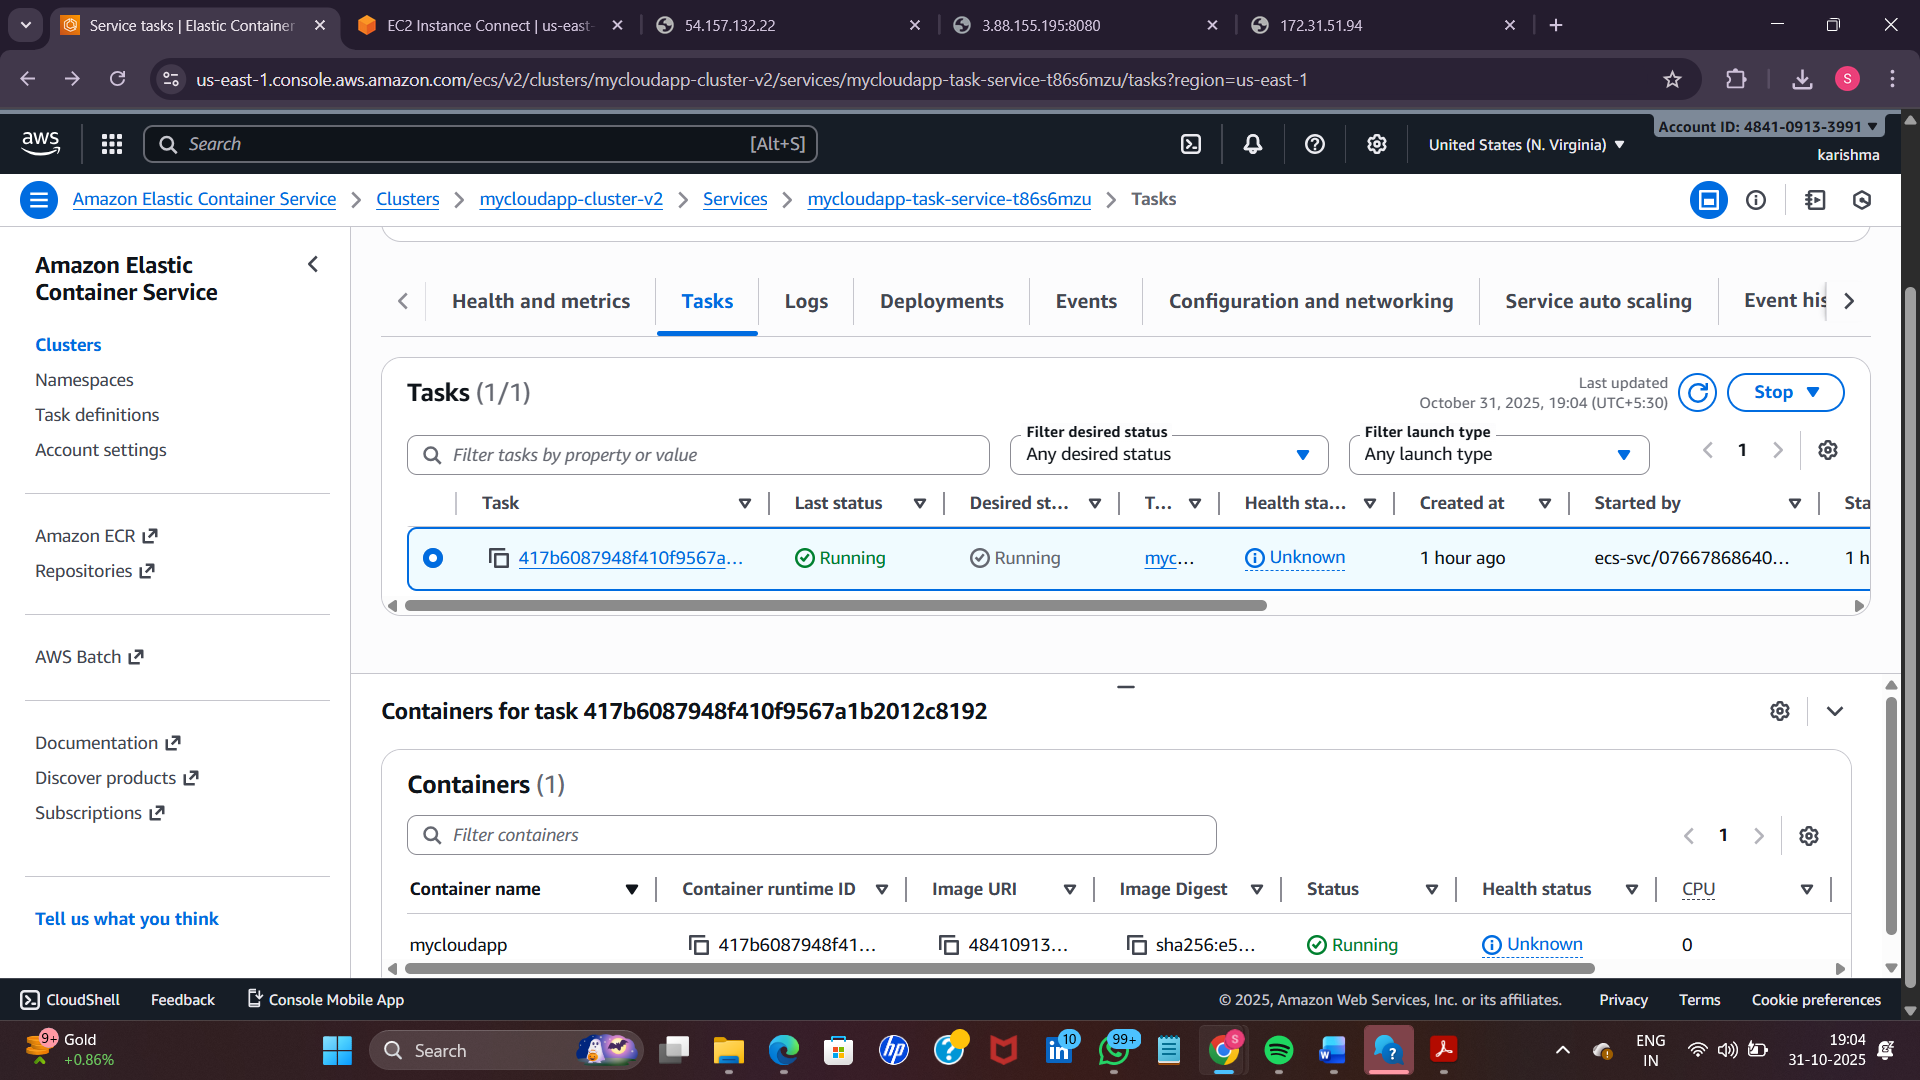 Service tasks | Elastic Container
EC2 Instance Connect | us-east-
54.157.132.22
3.88.155.195:8080
172.31.51.94
us-east-1.console.aws.amazon.com/ecs/v2/clusters/mycloudapp-cluster-v2/services/mycloudapp-task-service-t86s6mzu/tasks?region=us-east-1
S
aws
Search
[Alt+S]
United States (N. Virginia)
Account ID: 4841-0913-3991
karishma
Amazon Elastic Container Service
Clusters
mycloudapp-cluster-v2
Services
mycloudapp-task-service-t86s6mzu
Tasks
Amazon Elastic
Container Service
Clusters
Namespaces
Task definitions
Account settings
Amazon ECR
Repositories
AWS Batch
Documentation
Discover products
Subscriptions
Tell us what you think
Health and metrics
Tasks
Logs
Deployments
Events
Configuration and networking
Service auto scaling
Event his
Tasks (1/1)
Last updated
October 31, 2025, 19:04 (UTC+5:30)
Stop
Filter tasks by property or value
Filter desired status
Any desired status
Filter launch type
Any launch type
1
Task
Last status
Desired st...
T...
Health sta...
Created at
Started by
Sta
417b6087948f410f9567a...
Running
Running
myc...
Unknown
1 hour ago
ecs-svc/07667868640...
1 h
Containers for task 417b6087948f410f9567a1b2012c8192
Containers (1)
Filter containers
1
Container name
Container runtime ID
Image URI
Image Digest
Status
Health status
CPU
mycloudapp
417b6087948f41...
48410913...
sha256:e5...
Running
Unknown
0
CloudShell
Feedback
Console Mobile App
© 2025, Amazon Web Services, Inc. or its affiliates.
Privacy
Terms
Cookie preferences
9+
Gold
+0.86%
Search
hp
10
99+
S
ENG
IN
19:04
31-10-2025